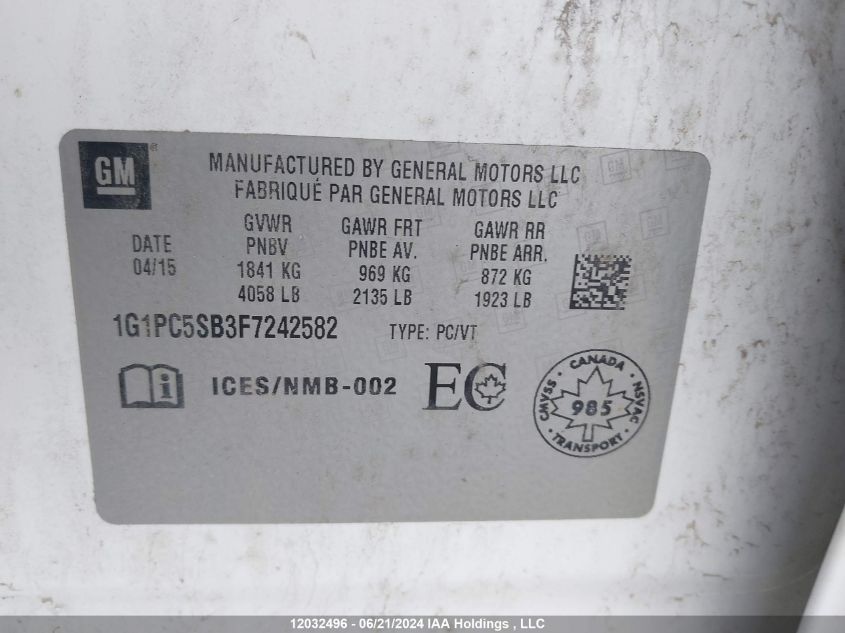 GM ®
MANUFACTURED BY GENERAL MOTORS LLC
FABRIQUÉ PAR GENERAL MOTORS LLC
GVWR GAWR FRT GAWR RR
DATE PNBV PNBE AV. PNBE ARR.
04/15 1841 KG 969 KG 872 KG
4058 LB 2135 LB 1923 LB
1G1PC5SB3F7242582 TYPE: PC/VT
i ICES/NMB-002 EC
CANADA
CMVSS 985 NSVAC
TRANSPORT
12032496 - 06/21/2024 IAA Holdings , LLC